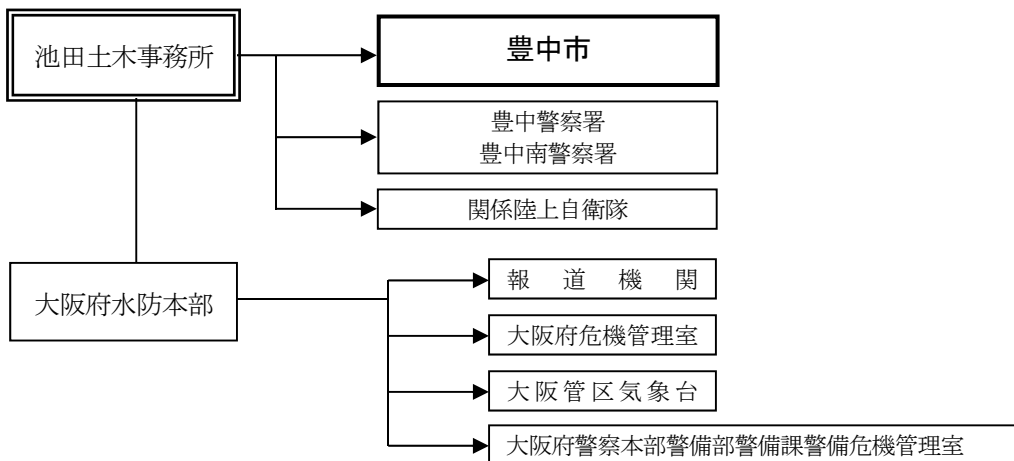 池田土木事務所
豊中市
豊中警察署
豊中南警察署
関係陸上自衛隊
大阪府水防本部
報道機関
大阪府危機管理室
大阪管区気象台
大阪府警察本部警備部警備課警備危機管理室